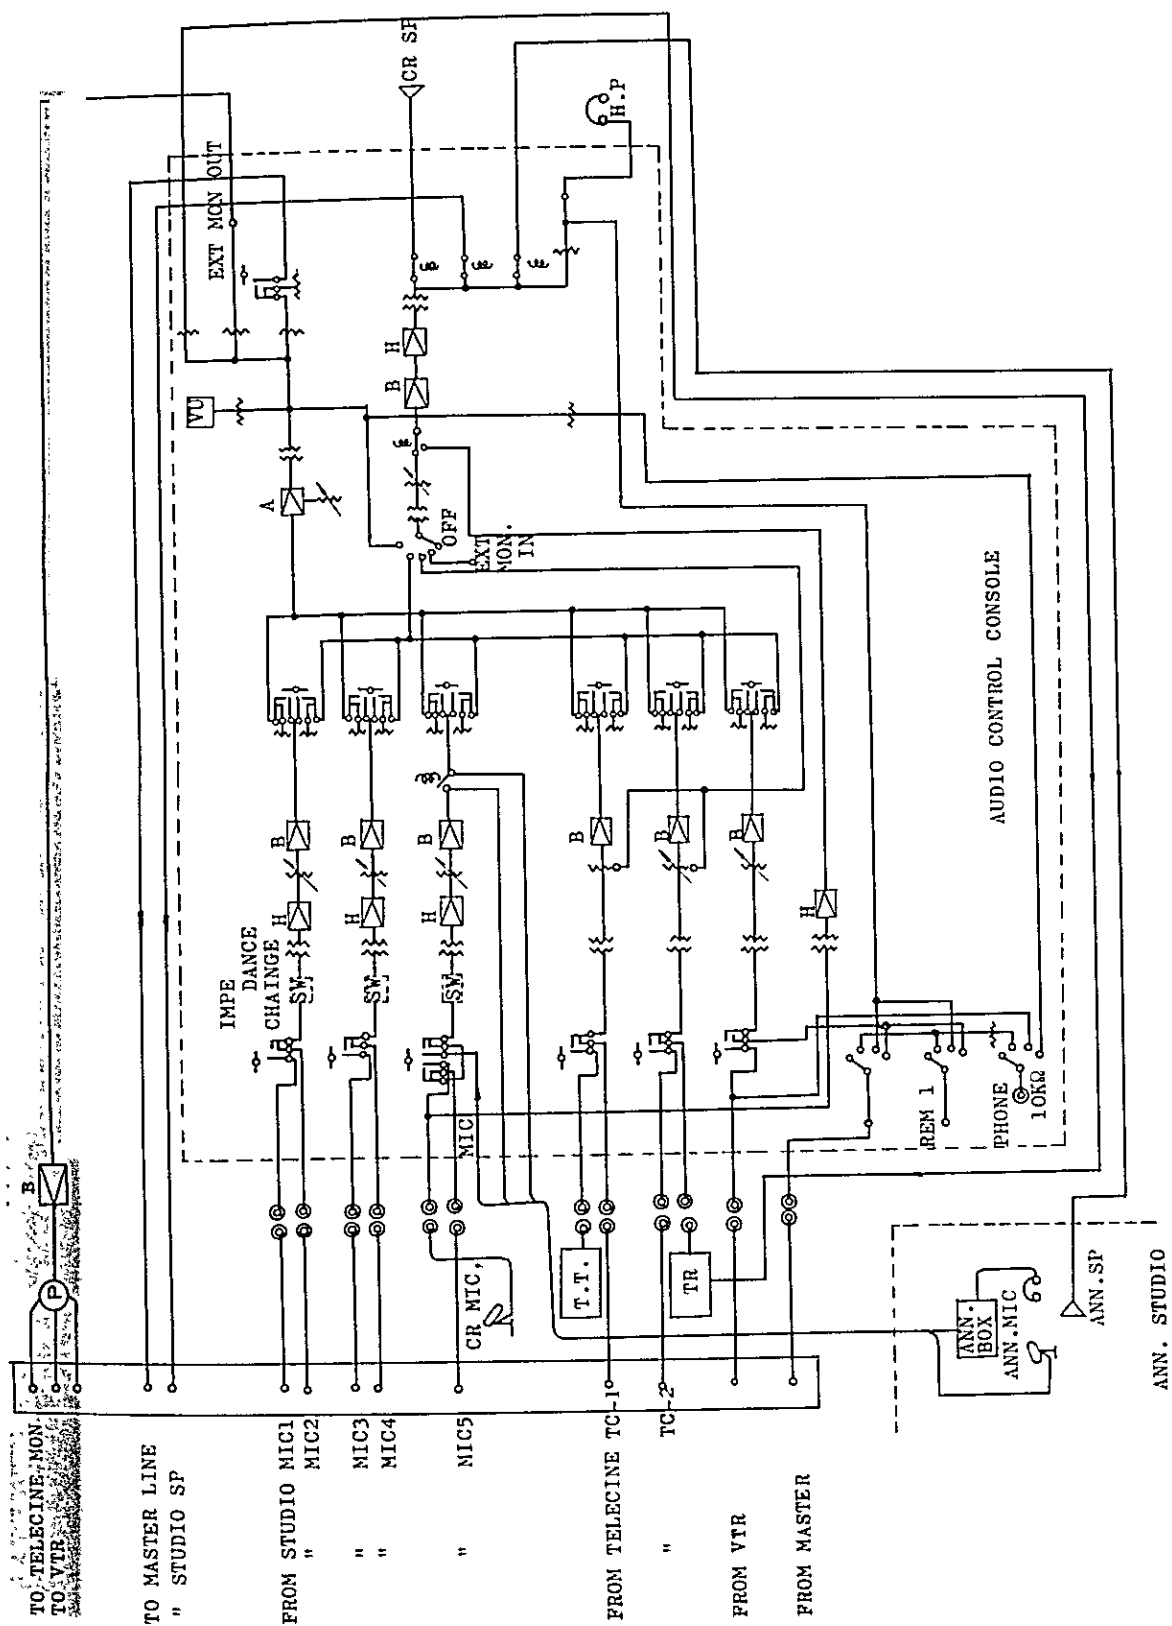 TO TELECINE MON.
TO VTR
B
P
TO MASTER LINE
" STUDIO SP
EXT MON OUT
VU
A
CR SP
H.P
IMPE
DANCE
CHAINGE
FROM STUDIO MIC1
" MIC2
SW H B
" MIC3
" MIC4
SW H B
" MIC5
SW H B
MIC
CR MIC,
OFF
EXT
MON.
IN
B H
T.T.
FROM TELECINE TC-1
B
" TC-2
TR
B
FROM VTR
B
FROM MASTER
H
REM 1
PHONE
10KΩ
AUDIO CONTROL CONSOLE
ANN.
BOX
ANN.MIC
ANN.SP
ANN. STUDIO